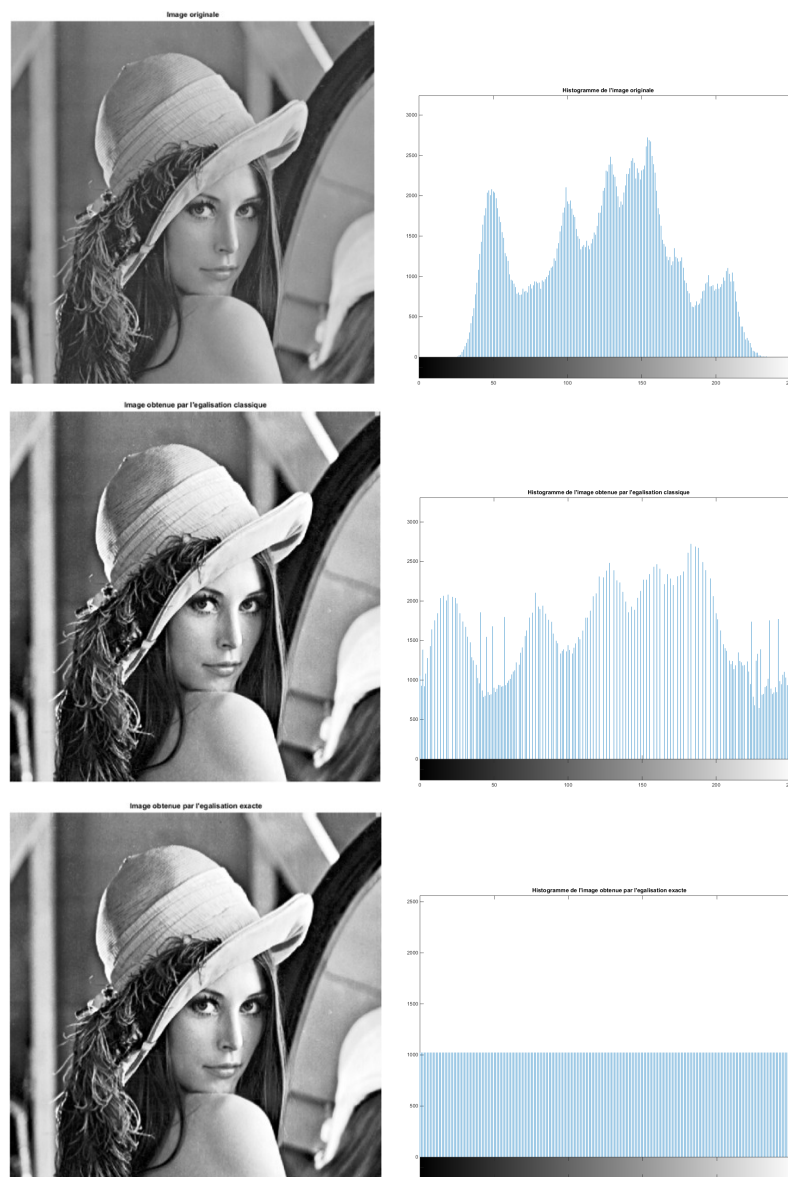 Image originale
Histogramme de l'image originale
3000
2500
2000
1500
1000
500
0
0 50 100 150 200
Image obtenue par l'egalisation classique
Histogramme de l'image obtenue par l'egalisation classique
3000
2500
2000
1500
1000
500
0
0 50 100 150 200
Image obtenue par l'egalisation exacte
Histogramme de l'image obtenue par l'egalisation exacte
2500
2000
1500
1000
500
0